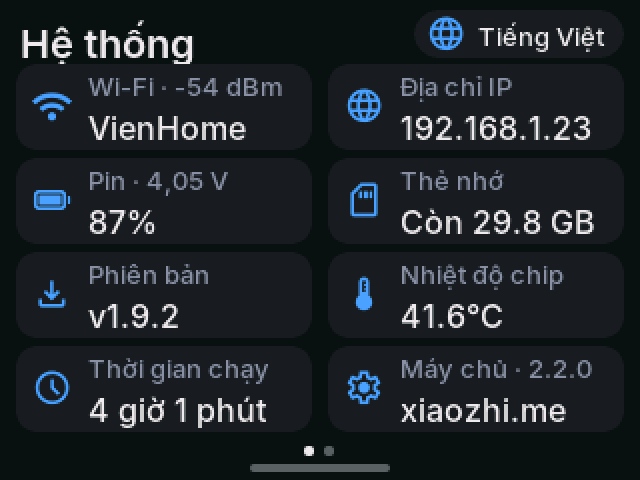 Hệ thống
Tiếng Việt
Wi-Fi · -54 dBm
VienHome
Địa chỉ IP
192.168.1.23
Pin · 4,05 V
87%
Thẻ nhớ
Còn 29.8 GB
Phiên bản
v1.9.2
Nhiệt độ chip
41.6°C
Thời gian chạy
4 giờ 1 phút
Máy chủ · 2.2.0
xiaozhi.me